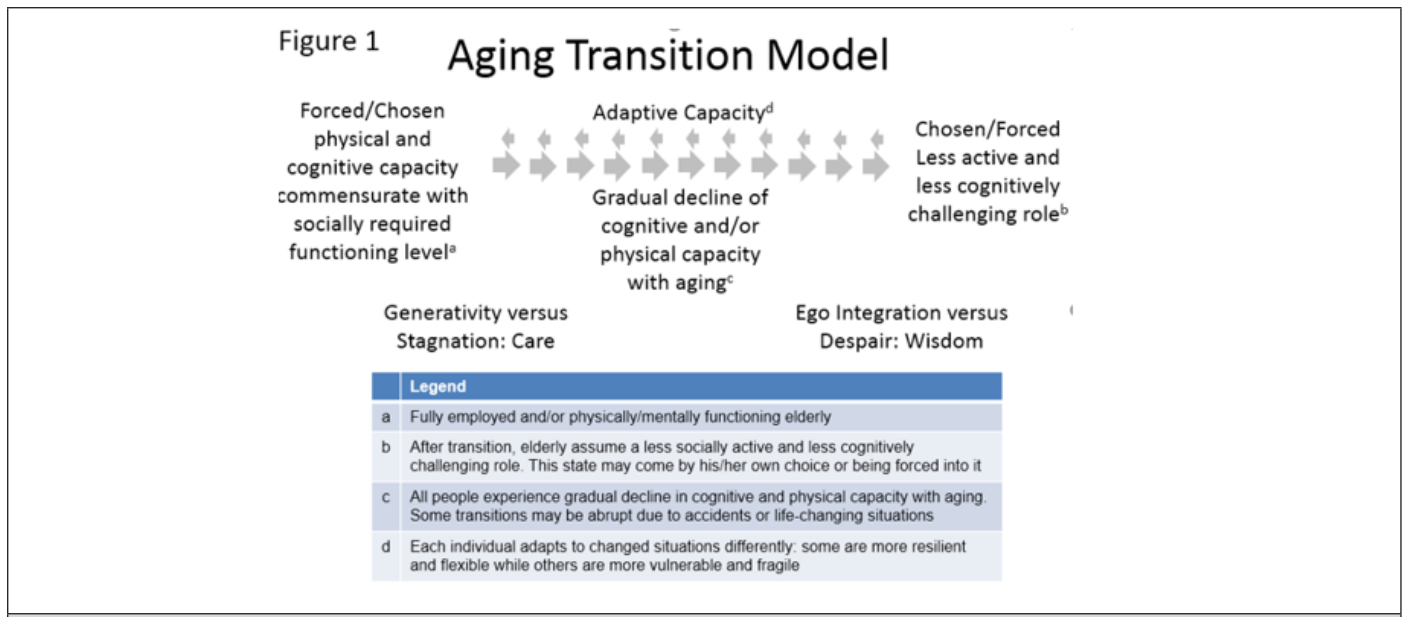 Figure 1
Aging Transition Model
Forced/Chosen
physical and
cognitive capacity
commensurate with
socially required
functioning levelᵃ
Adaptive Capacityᵈ
Gradual decline of
cognitive and/or
physical capacity
with agingᶜ
Chosen/Forced
Less active and
less cognitively
challenging roleᵇ
Generativity versus
Stagnation: Care
Ego Integration versus
Despair: Wisdom
Legend
a Fully employed and/or physically/mentally functioning elderly
b After transition, elderly assume a less socially active and less cognitively
challenging role. This state may come by his/her own choice or being forced into it
c All people experience gradual decline in cognitive and physical capacity with aging.
Some transitions may be abrupt due to accidents or life-changing situations
d Each individual adapts to changed situations differently: some are more resilient
and flexible while others are more vulnerable and fragile